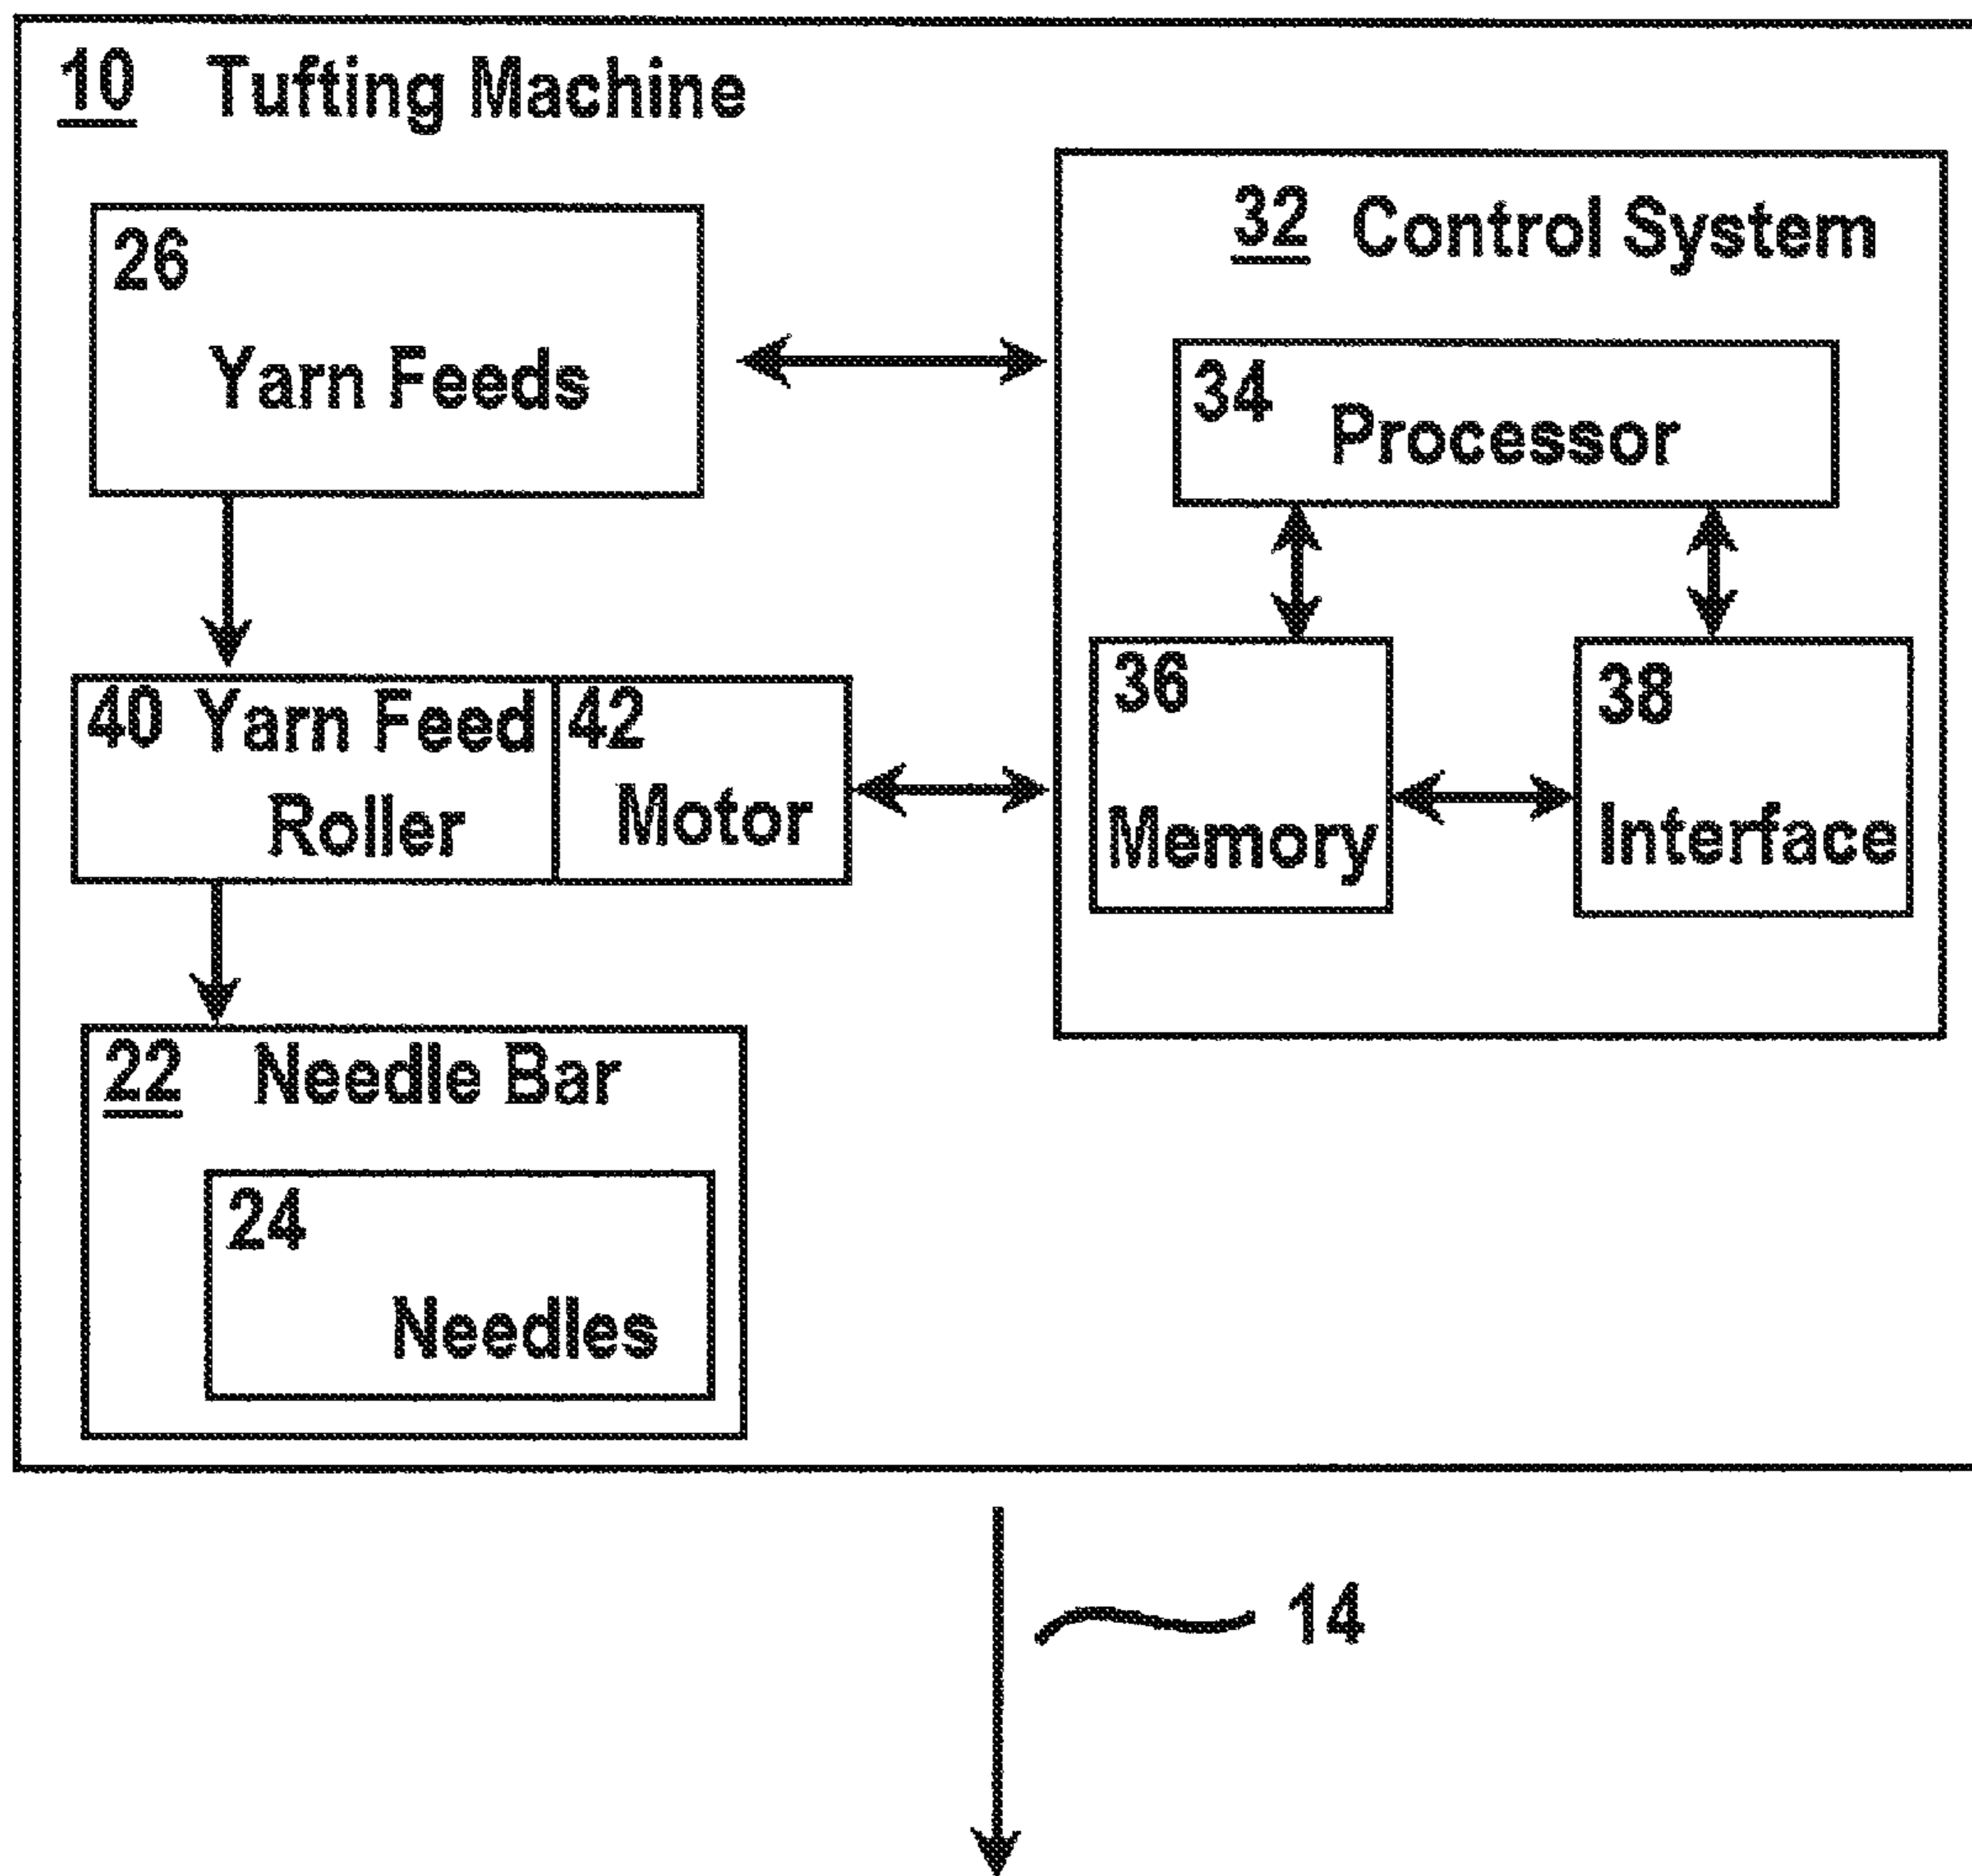 10 Tufting Machine
26
Yarn Feeds
32 Control System
34
Processor
40 Yarn Feed
Roller
42
Motor
36
Memory
38
Interface
22 Needle Bar
24
Needles
14